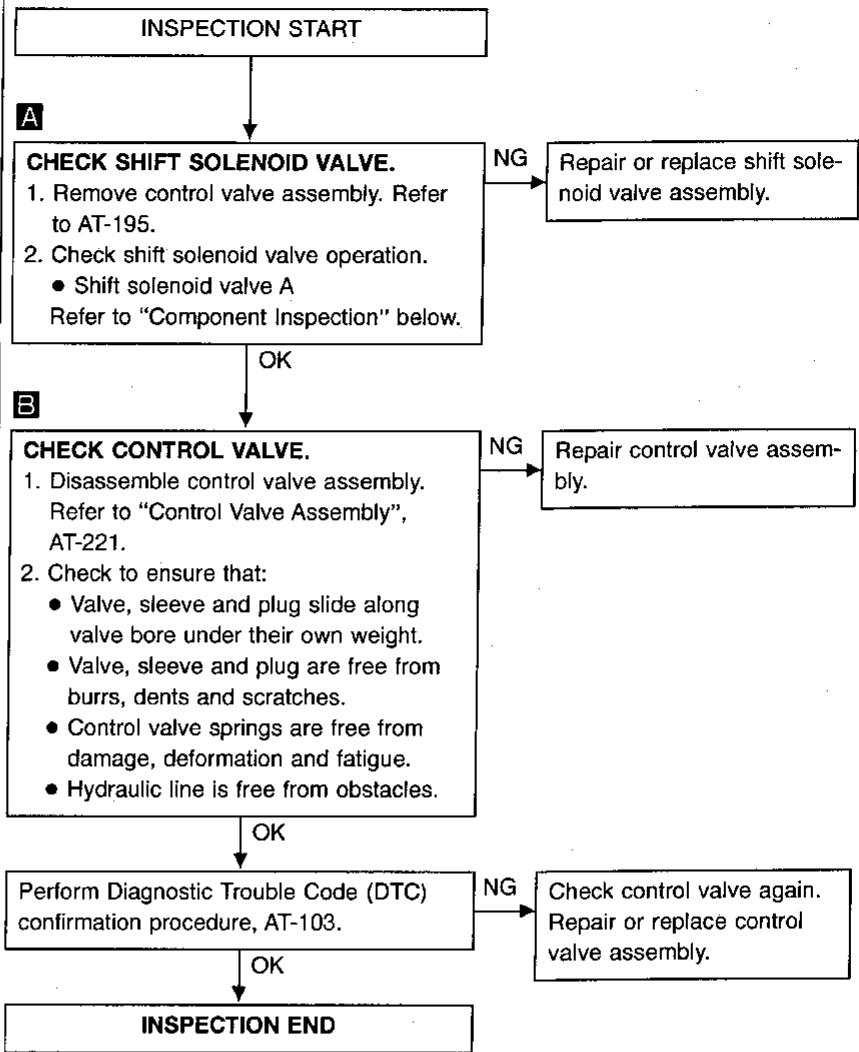 INSPECTION START
A
CHECK SHIFT SOLENOID VALVE.
1. Remove control valve assembly. Refer
to AT-195.
2. Check shift solenoid valve operation.
● Shift solenoid valve A
Refer to "Component Inspection" below.
NG
Repair or replace shift sole-
noid valve assembly.
OK
B
CHECK CONTROL VALVE.
1. Disassemble control valve assembly.
Refer to "Control Valve Assembly",
AT-221.
2. Check to ensure that:
● Valve, sleeve and plug slide along
valve bore under their own weight.
● Valve, sleeve and plug are free from
burrs, dents and scratches.
● Control valve springs are free from
damage, deformation and fatigue.
● Hydraulic line is free from obstacles.
NG
Repair control valve assem-
bly.
OK
Perform Diagnostic Trouble Code (DTC)
confirmation procedure, AT-103.
NG
Check control valve again.
Repair or replace control
valve assembly.
OK
INSPECTION END